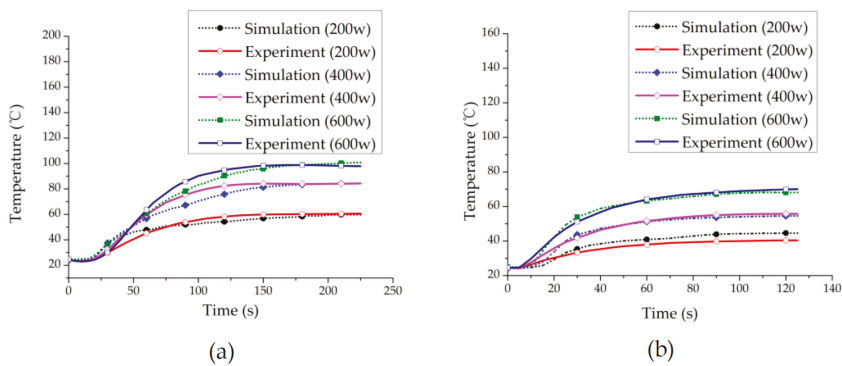 Simulation (200w)
Experiment (200w)
Simulation (400w)
Experiment (400w)
Simulation (600w)
Experiment (600w)
200
180
160
140
120
100
80
60
40
20
Temperature (℃)
0
50
100
150
200
250
Time (s)
(a)
Simulation (200w)
Experiment (200w)
Simulation (400w)
Experiment (400w)
Simulation (600w)
Experiment (600w)
160
140
120
100
80
60
40
20
Temperature (℃)
0
20
40
60
80
100
120
140
Time (s)
(b)